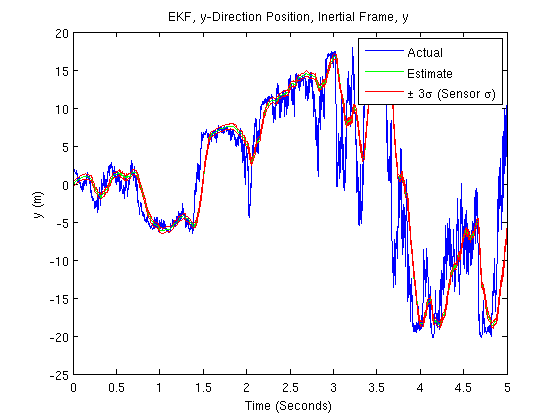 EKF, y-Direction Position, Inertial Frame, y
20
15
10
5
0
-5
-10
-15
-20
-25
y (m)
Actual
Estimate
± 3σ (Sensor σ)
0 0.5 1 1.5 2 2.5 3 3.5 4 4.5 5
Time (Seconds)